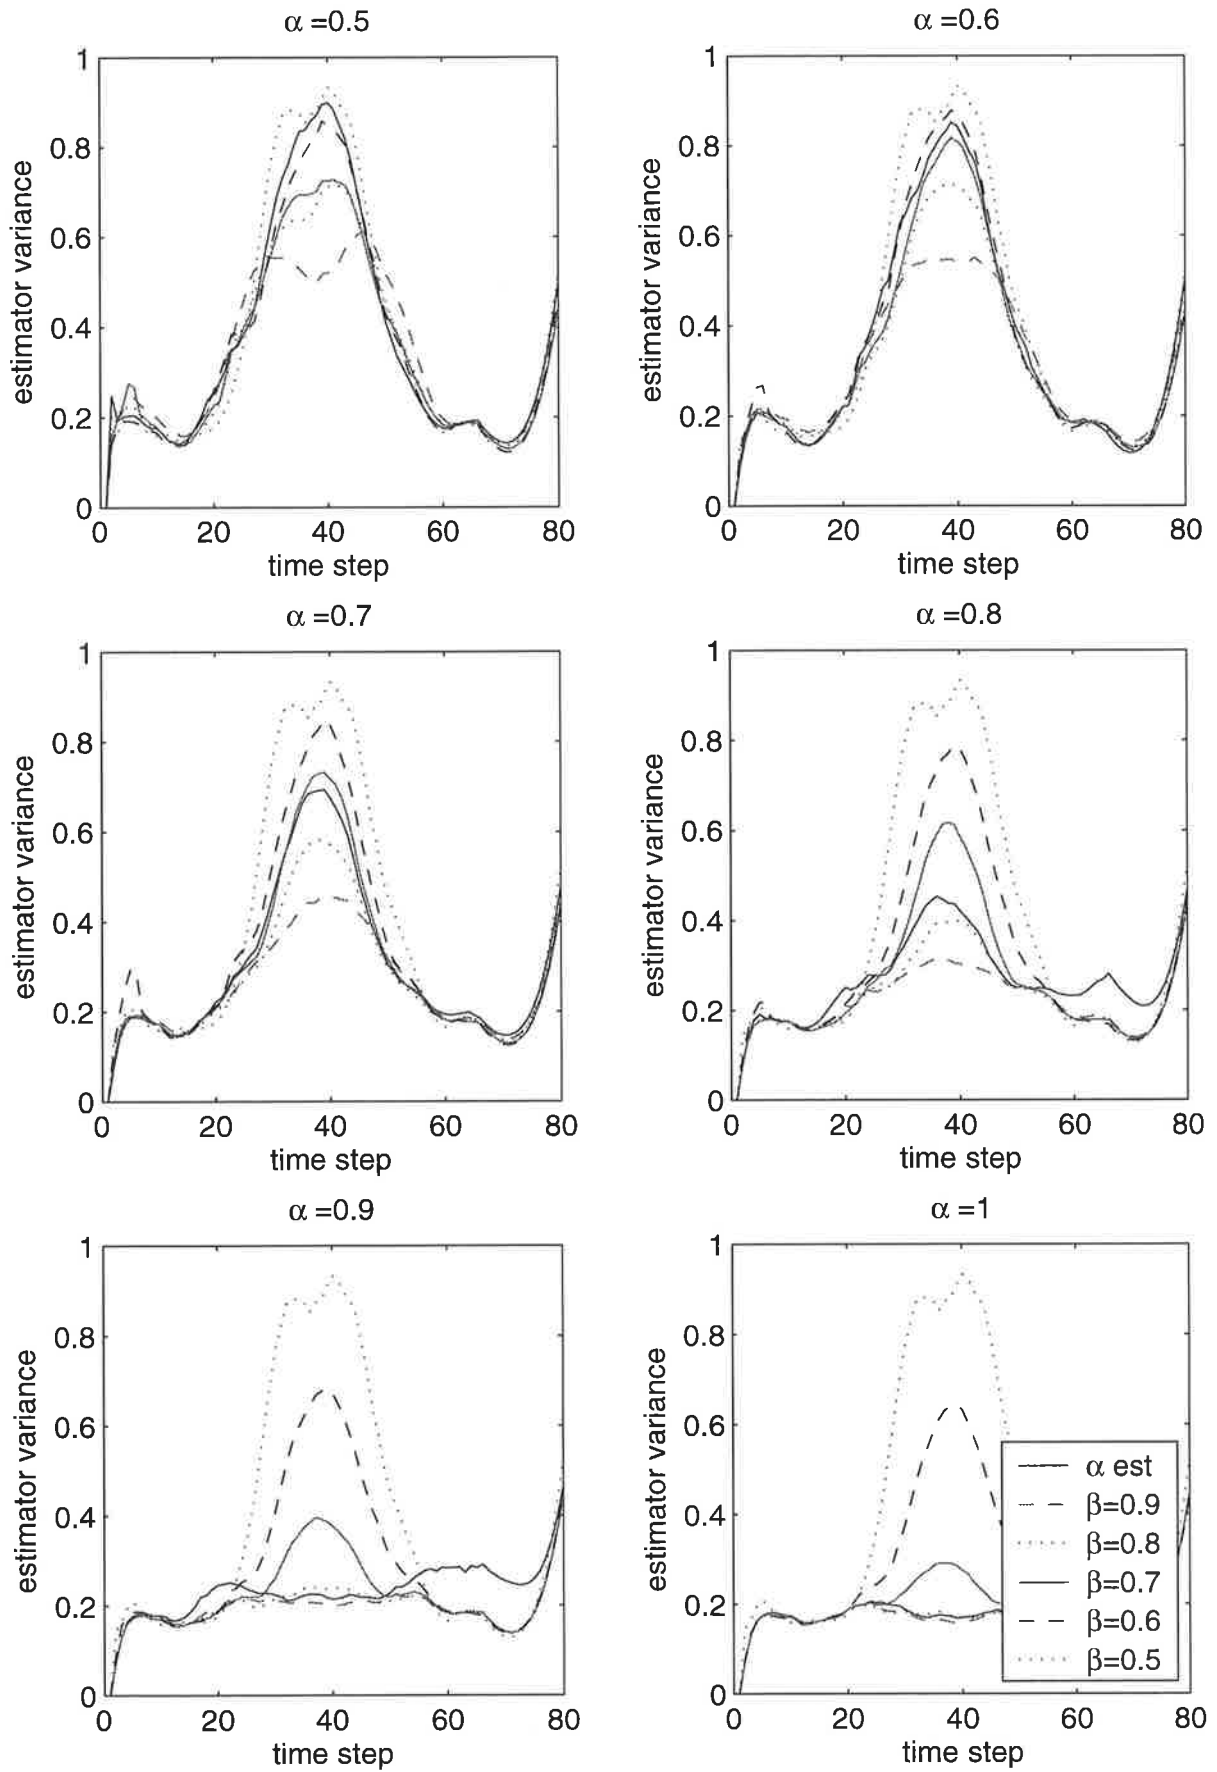 α =0.5
α =0.6
1
0.8
0.6
0.4
0.2
0
estimator variance
0
20
40
60
80
time step
1
0.8
0.6
0.4
0.2
0
estimator variance
0
20
40
60
80
time step
α =0.7
α =0.8
1
0.8
0.6
0.4
0.2
0
estimator variance
0
20
40
60
80
time step
1
0.8
0.6
0.4
0.2
0
estimator variance
0
20
40
60
80
time step
α =0.9
α =1
1
0.8
0.6
0.4
0.2
0
estimator variance
0
20
40
60
80
time step
1
0.8
0.6
0.4
0.2
0
estimator variance
0
20
40
60
80
time step
α est
β=0.9
β=0.8
β=0.7
β=0.6
β=0.5